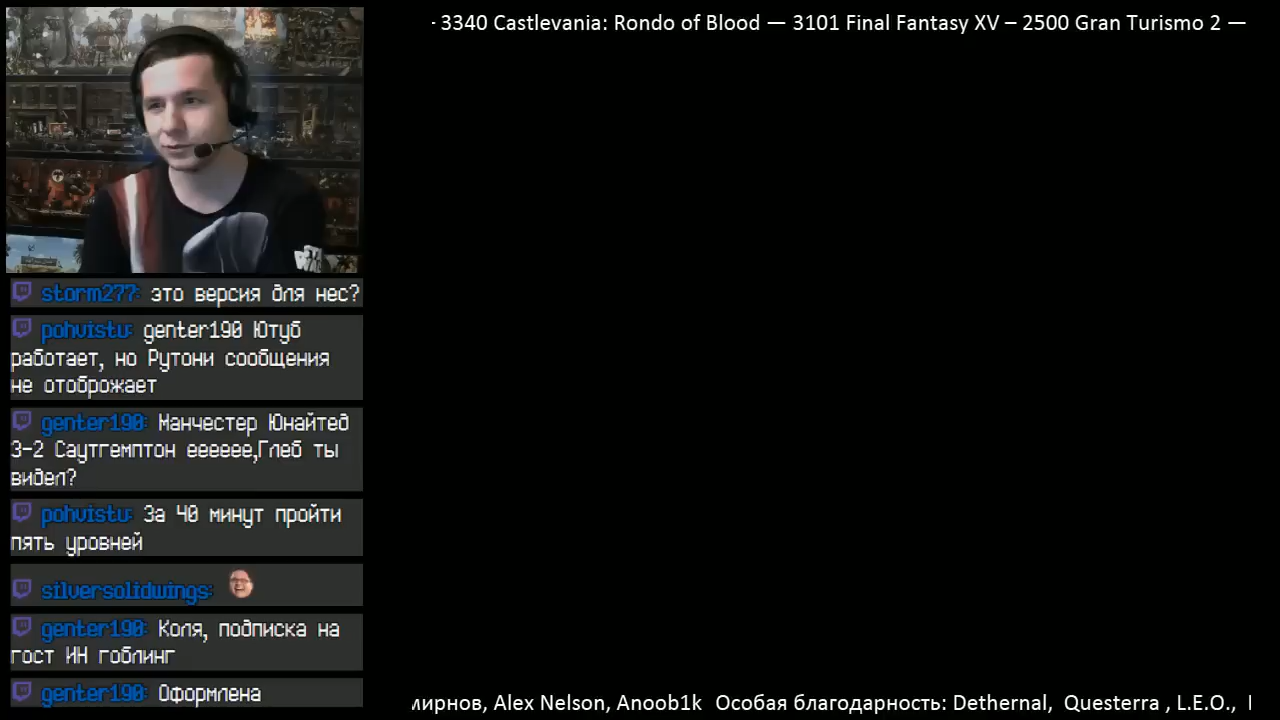 - 3340 Castlevania: Rondo of Blood — 3101 Final Fantasy XV – 2500 Gran Turismo 2 —
storm277: это версия для нес?
pohvistu: genter190 Ютуб
работает, но Рутони сообщения
не отоброжает
genter190: Манчестер Юнайтед
3-2 Саутгемптон ееееее,Глеб ты
видел?
pohvistu: За 40 минут пройти
пять уровней
silversolidwings:
genter190: Коля, подписка на
гост ИН гоблинг
genter190: Оформлена
мирнов, Alex Nelson, Anoob1k Особая благодарность: Dethernal, Questerra , L.E.O.,